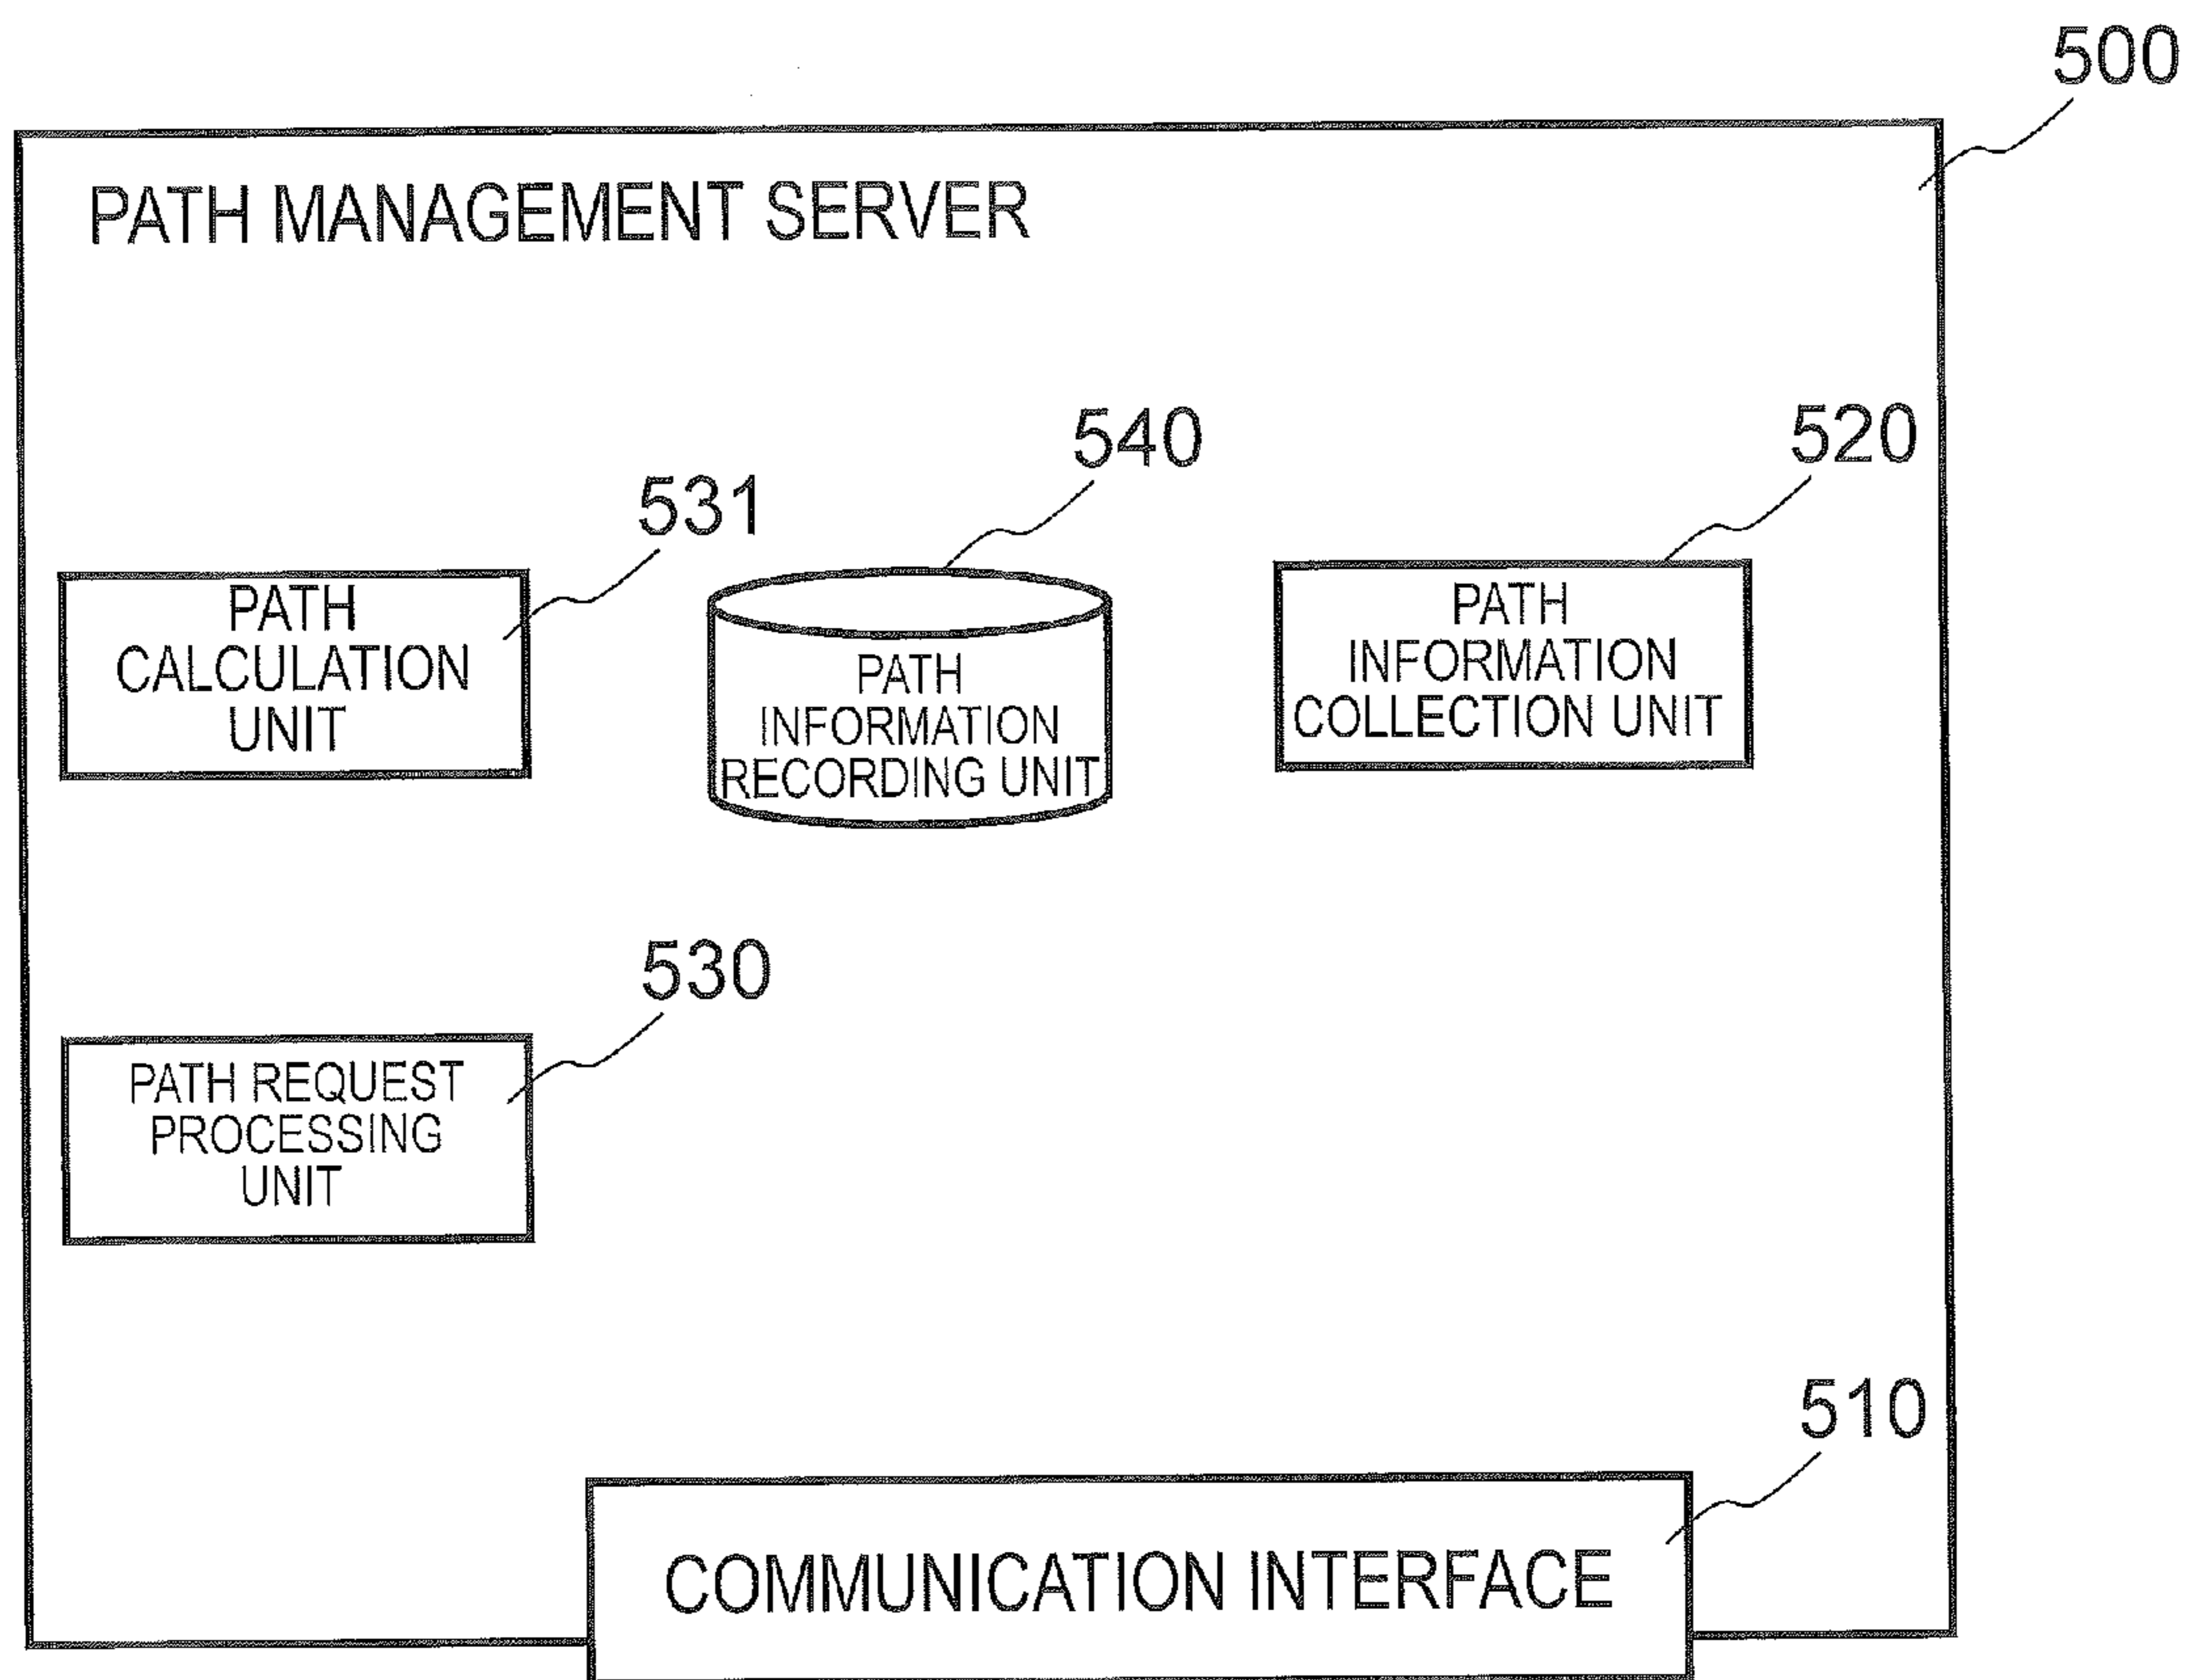 500
PATH MANAGEMENT SERVER
540
520
531
PATH
CALCULATION
UNIT
PATH
INFORMATION
RECORDING UNIT
PATH
INFORMATION
COLLECTION UNIT
530
PATH REQUEST
PROCESSING
UNIT
510
COMMUNICATION INTERFACE